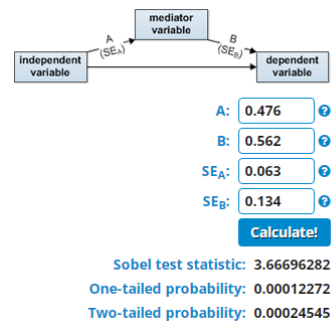 mediator
variable
A
(SEA)
B
(SEB)
independent
variable
dependent
variable
A: 0.476
B: 0.562
SEA: 0.063
SEB: 0.134
Calculate!
Sobel test statistic: 3.66696282
One-tailed probability: 0.00012272
Two-tailed probability: 0.00024545